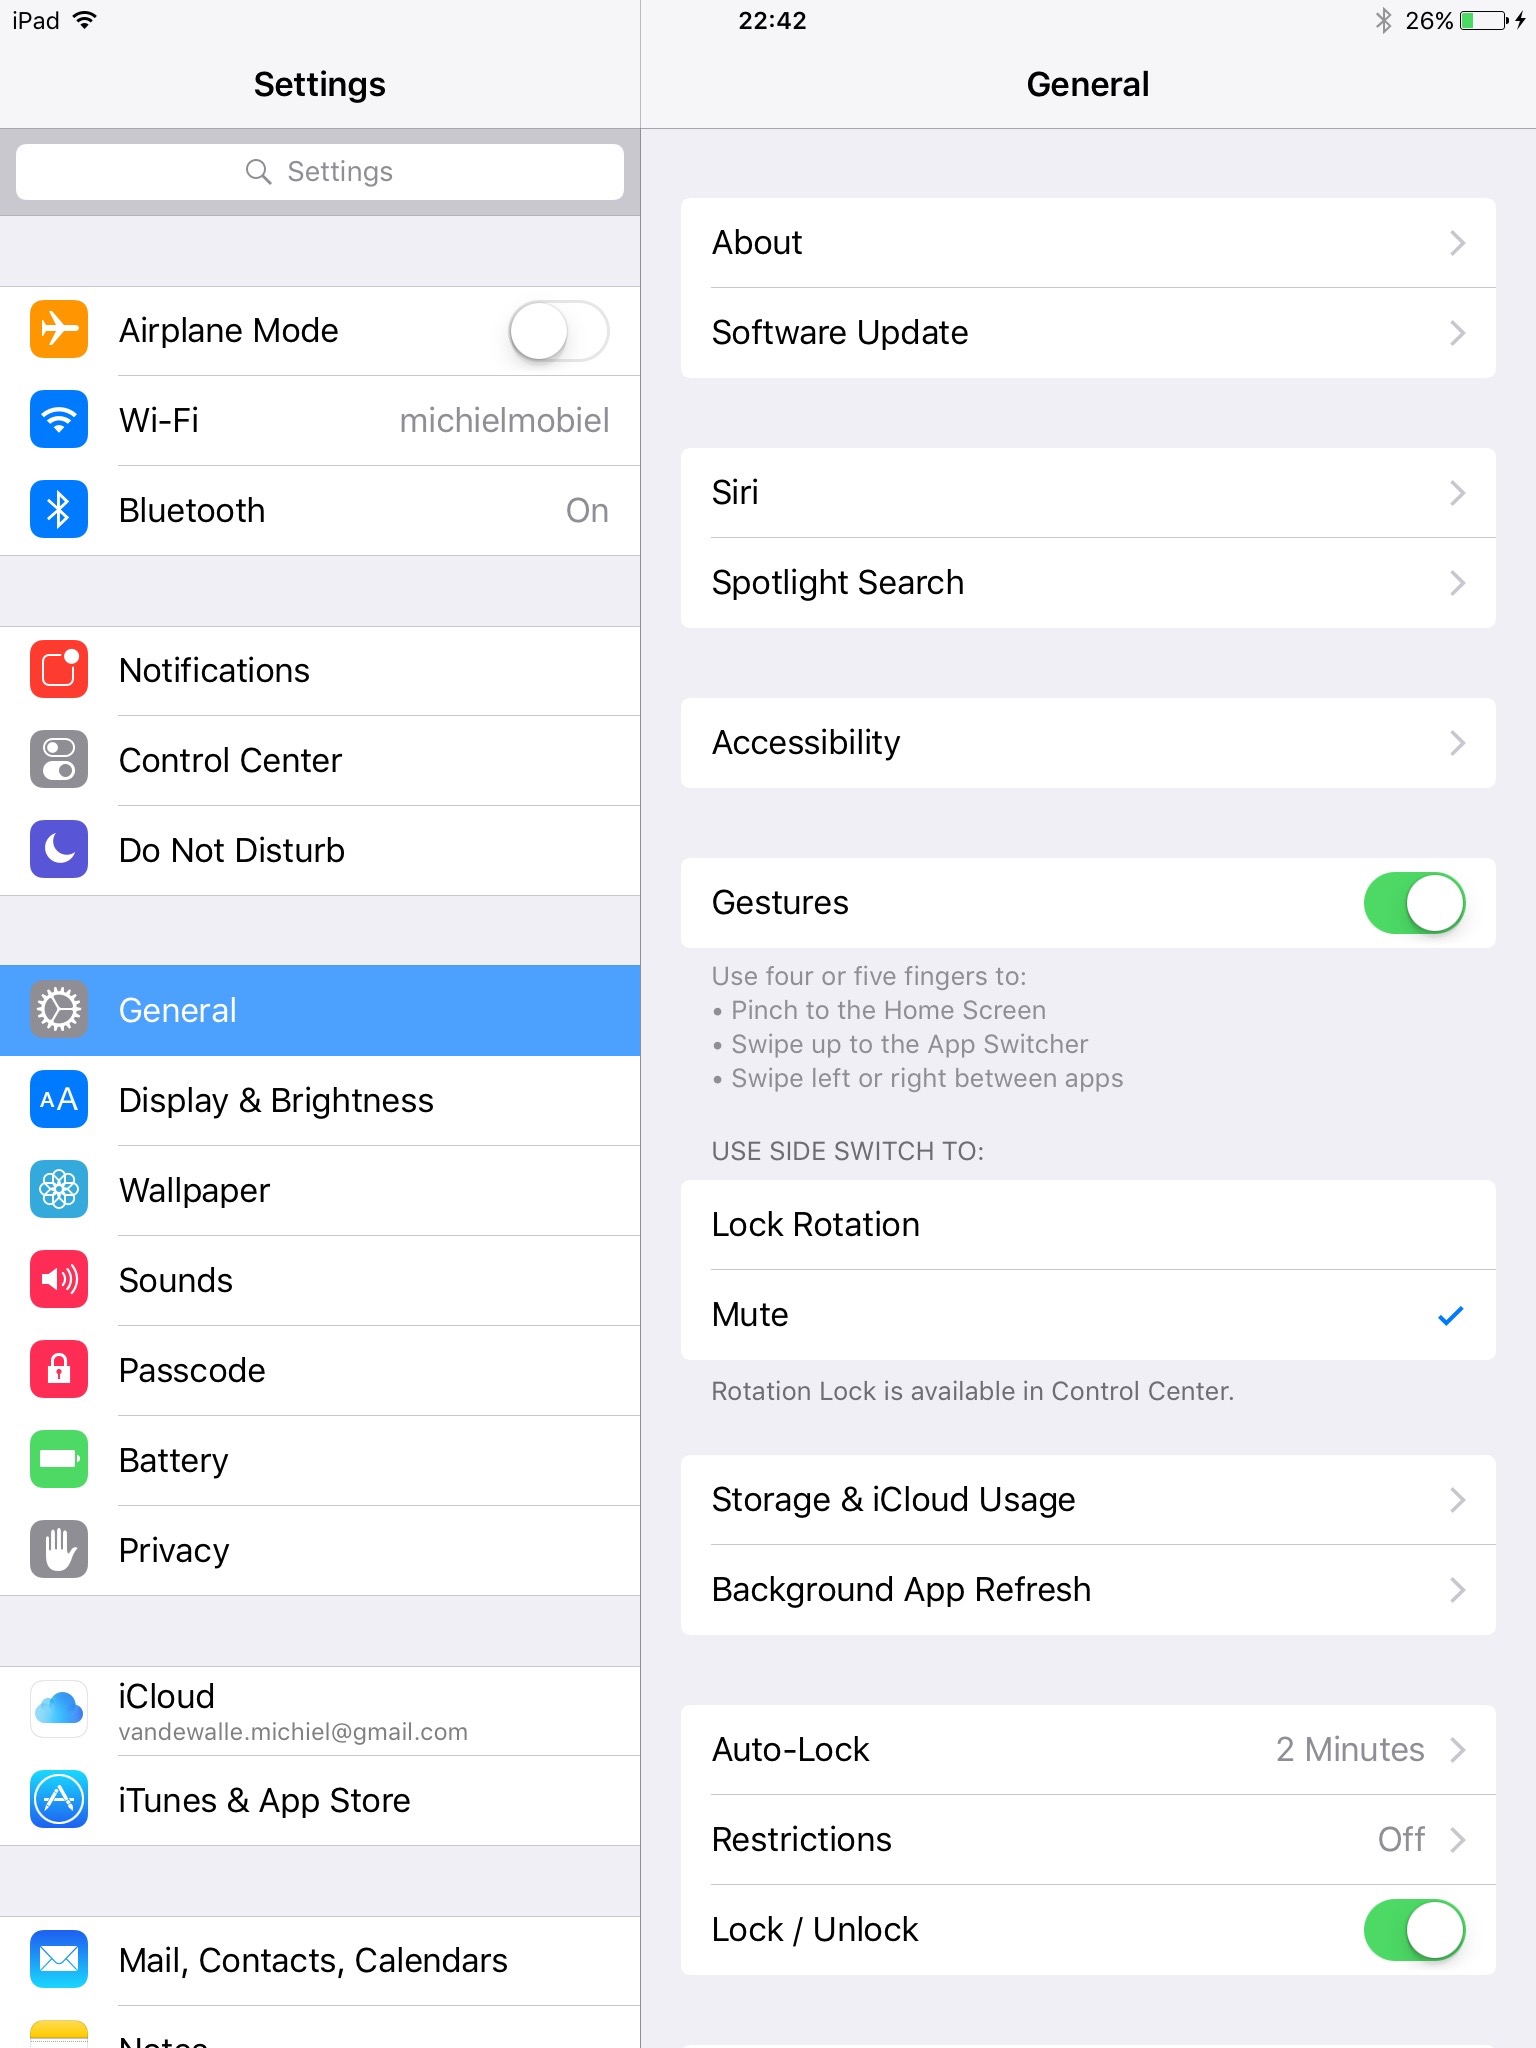 iPad
22:42
26%
Settings
Settings
Airplane Mode
Wi-Fi michielmobiel
Bluetooth On
Notifications
Control Center
Do Not Disturb
General
AA Display & Brightness
Wallpaper
Sounds
Passcode
Battery
Privacy
iCloud
vandewalle.michiel@gmail.com
iTunes & App Store
Mail, Contacts, Calendars
Notes
General
About
Software Update
Siri
Spotlight Search
Accessibility
Gestures
Use four or five fingers to:
• Pinch to the Home Screen
• Swipe up to the App Switcher
• Swipe left or right between apps
USE SIDE SWITCH TO:
Lock Rotation
Mute
Rotation Lock is available in Control Center.
Storage & iCloud Usage
Background App Refresh
Auto-Lock 2 Minutes
Restrictions Off
Lock / Unlock